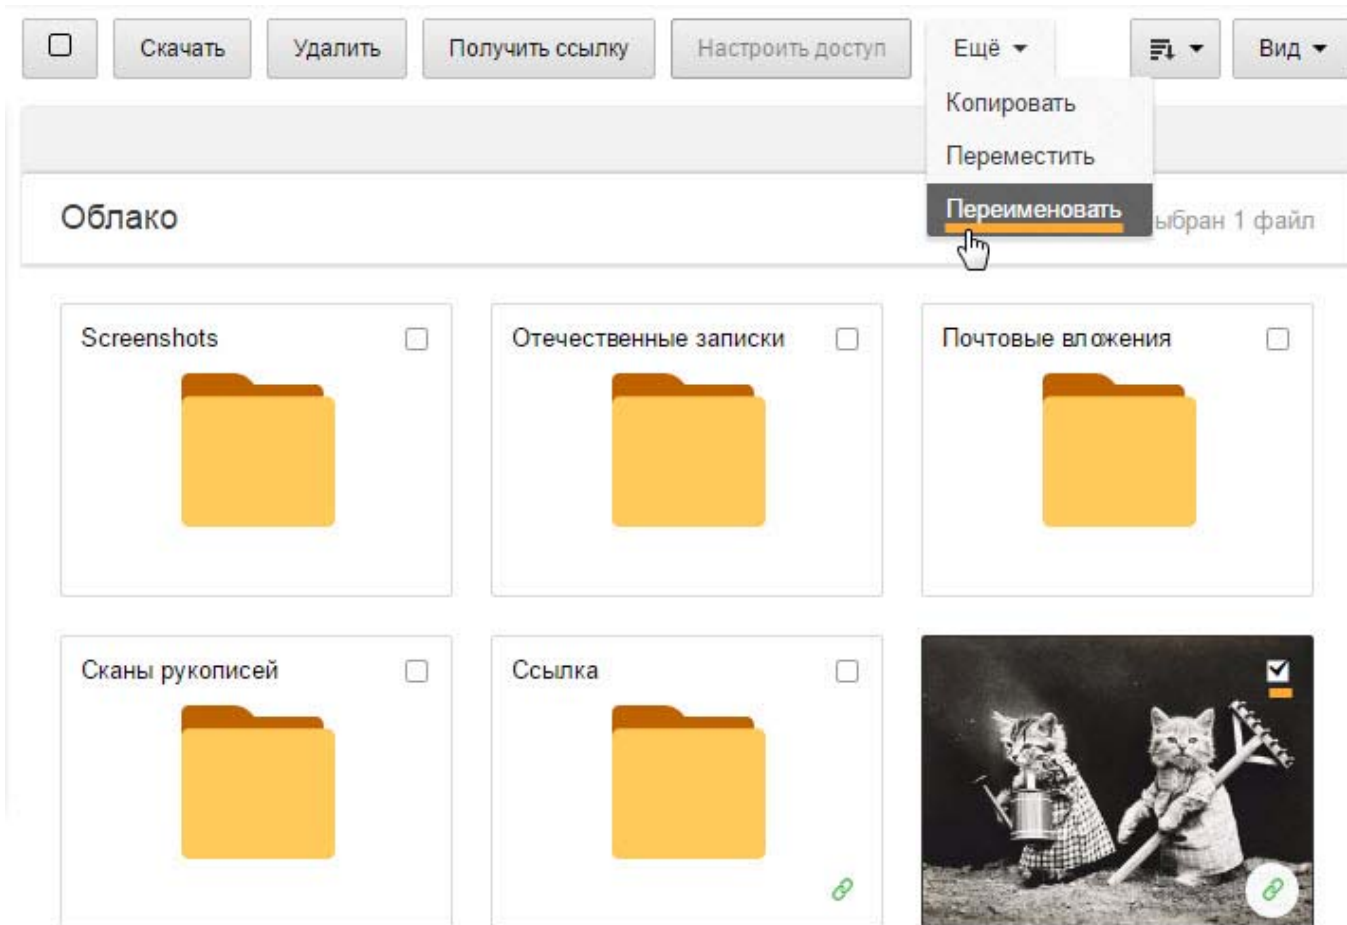 Скачать
Удалить
Получить ссылку
Настроить доступ
Ещё
Вид
Копировать
Переместить
Переименовать
Облако
ыбран 1 файл
Screenshots
Отечественные записки
Почтовые вложения
Сканы рукописей
Ссылка